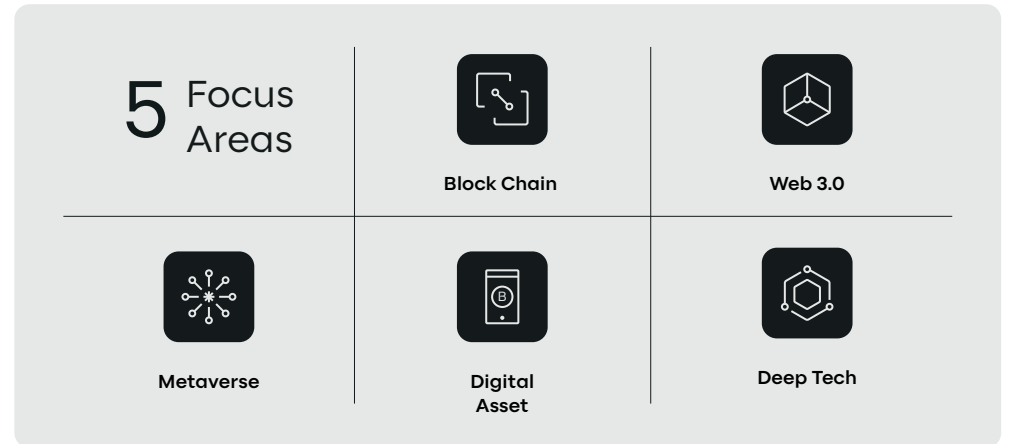 5 Focus
Areas
Block Chain
Web 3.0
Metaverse
B
Digital
Asset
Deep Tech